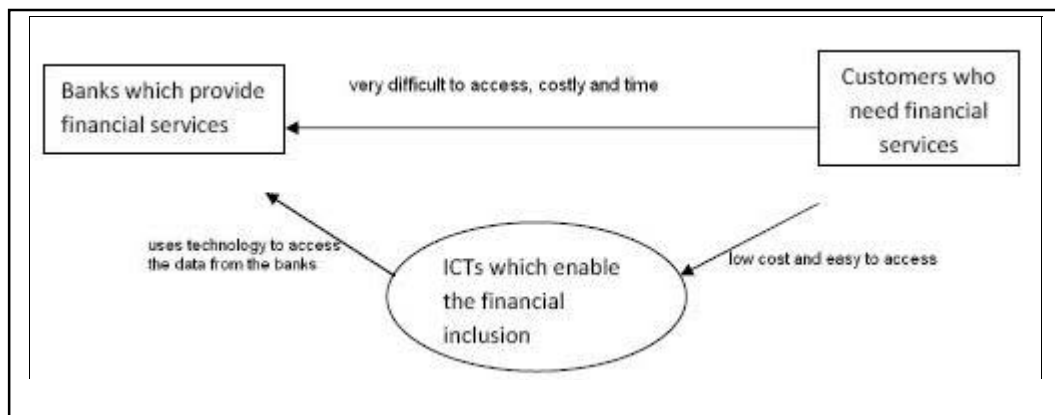 Banks which provide
financial services
very difficult to access, costly and time
Customers who
need financial
services
uses technology to access
the data from the banks
ICTs which enable
the financial
inclusion
low cost and easy to access